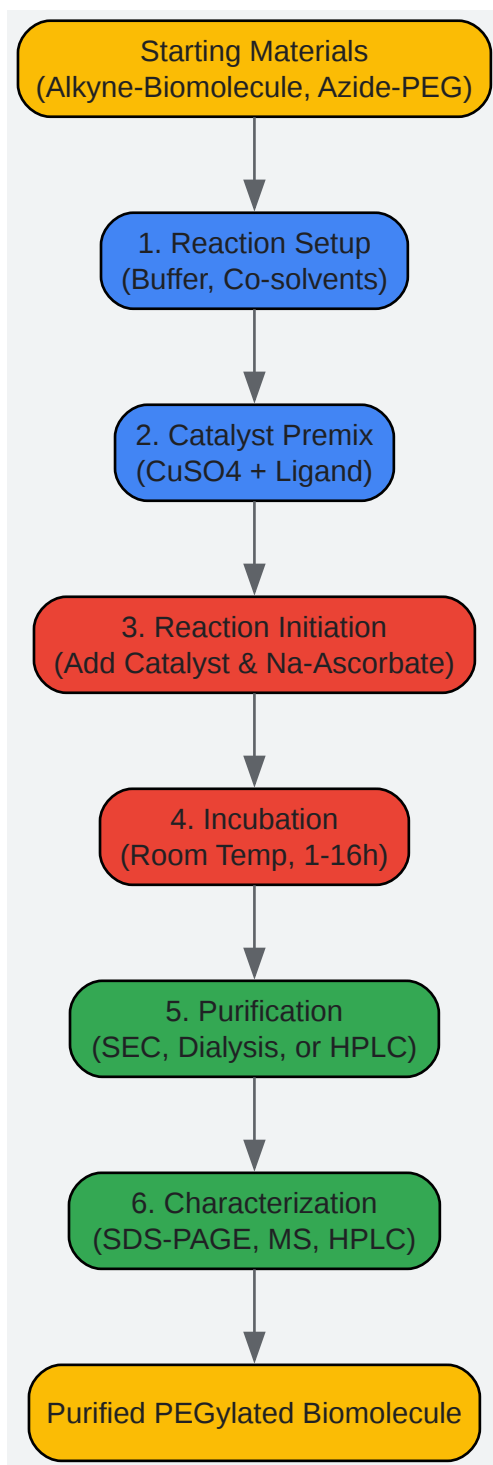 Starting Materials
(Alkyne-Biomolecule, Azide-PEG)
1. Reaction Setup
(Buffer, Co-solvents)
2. Catalyst Premix
(CuSO4 + Ligand)
3. Reaction Initiation
(Add Catalyst & Na-Ascorbate)
4. Incubation
(Room Temp, 1-16h)
5. Purification
(SEC, Dialysis, or HPLC)
6. Characterization
(SDS-PAGE, MS, HPLC)
Purified PEGylated Biomolecule